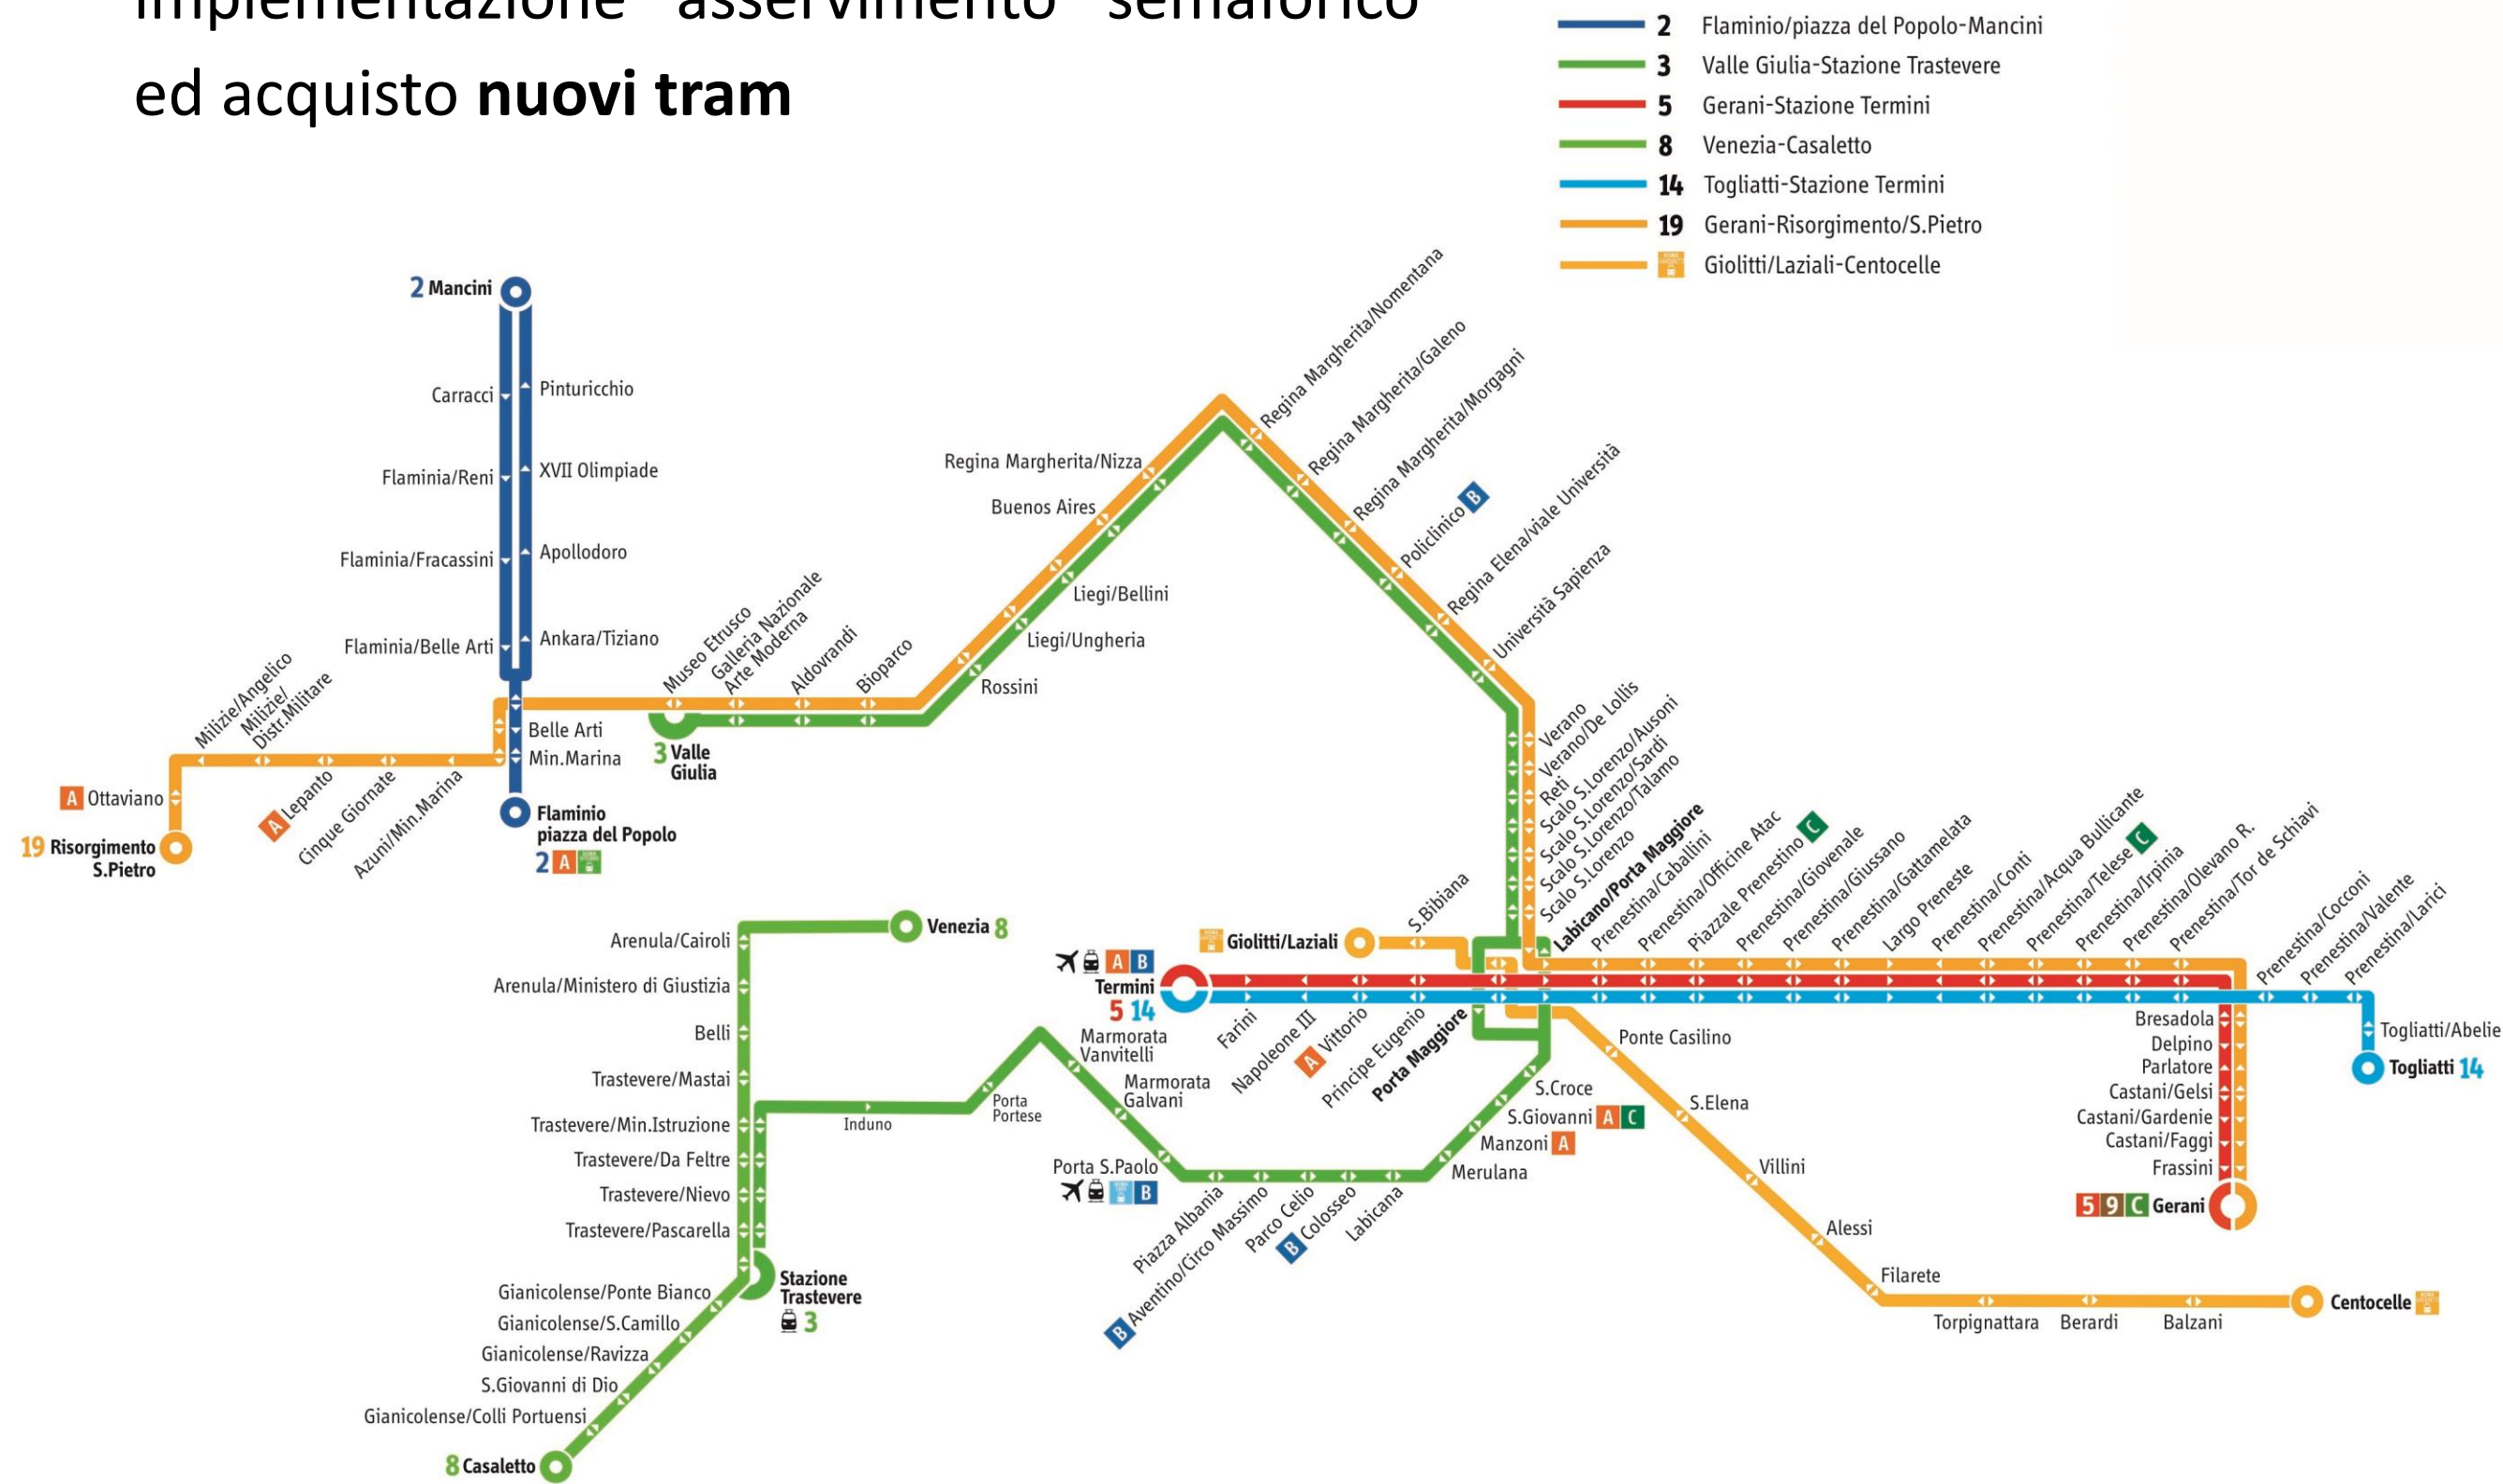 implementazione asservimento semaforico
ed acquisto nuovi tram
2 Flaminio/piazza del Popolo-Mancini
3 Valle Giulia-Stazione Trastevere
5 Gerani-Stazione Termini
8 Venezia-Casaletto
14 Togliatti-Stazione Termini
19 Gerani-Risorgimento/S.Pietro
Giolitti/Laziali-Centocelle
2 Mancini
Carracci
Pinturicchio
Flaminia/Reni
XVII Olimpiade
Flaminia/Fracassini
Apollodoro
Flaminia/Belle Arti
Ankara/Tiziano
Belle Arti
Min.Marina
Flaminio
piazza del Popolo
2 A
Milizie/Angelico
Milizie/
Distr.Militare
A Ottaviano
19 Risorgimento
S.Pietro
A Lepanto
Cinque Giornate
Azuni/Min.Marina
Museo Etrusco
Galleria Nazionale
Arte Moderna
Aldovrandi
Bioparco
3 Valle
Giulia
Rossini
Liegi/Ungheria
Liegi/Bellini
Buenos Aires
Regina Margherita/Nizza
Regina Margherita/Nomentana
Regina Margherita/Galeno
Regina Margherita/Morgagni
Policlinico B
Regina Elena/viale Università
Università Sapienza
Verano
Verano/De Lollis
Reti
Scalo S.Lorenzo/Ausoni
Scalo S.Lorenzo/Sardi
Scalo S.Lorenzo/Talamo
Scalo S.Lorenzo
Labicano/Porta Maggiore
Prenestina/Caballini
Prenestina/Officine Atac
Piazzale Prenestino C
Prenestina/Giovenale
Prenestina/Giussano
Prenestina/Gattamelata
Largo Preneste
Prenestina/Conti
Prenestina/Acqua Bullicante
Prenestina/Telese C
Prenestina/Irpinia
Prenestina/Olevano R.
Prenestina/Tor de Schiavi
Prenestina/Cocconi
Prenestina/Valente
Prenestina/Larici
Togliatti/Abelie
Togliatti 14
Bresadola
Delpino
Parlatore
Castani/Gelsi
Castani/Gardenie
Castani/Faggi
Frassini
5 9 C Gerani
Giolitti/Laziali
S.Bibiana
A B
Termini
5 14
Farini
Napoleone III
A Vittorio
Principe Eugenio
Porta Maggiore
Ponte Casilino
S.Elena
Villini
Alessi
Filarete
Torpignattara
Berardi
Balzani
Centocelle
S.Croce
S.Giovanni A C
Manzoni A
Merulana
Labicana
B Colosseo
Parco Celio
B Aventino/Circo Massimo
Piazza Albania
Porta S.Paolo
B
Marmorata
Galvani
Marmorata
Vanvitelli
Porta
Portese
Induno
Venezia 8
Arenula/Cairoli
Arenula/Ministero di Giustizia
Belli
Trastevere/Mastai
Trastevere/Min.Istruzione
Trastevere/Da Feltre
Trastevere/Nievo
Trastevere/Pascarella
Stazione
Trastevere
3
Gianicolense/Ponte Bianco
Gianicolense/S.Camillo
Gianicolense/Ravizza
S.Giovanni di Dio
Gianicolense/Colli Portuensi
8 Casaletto